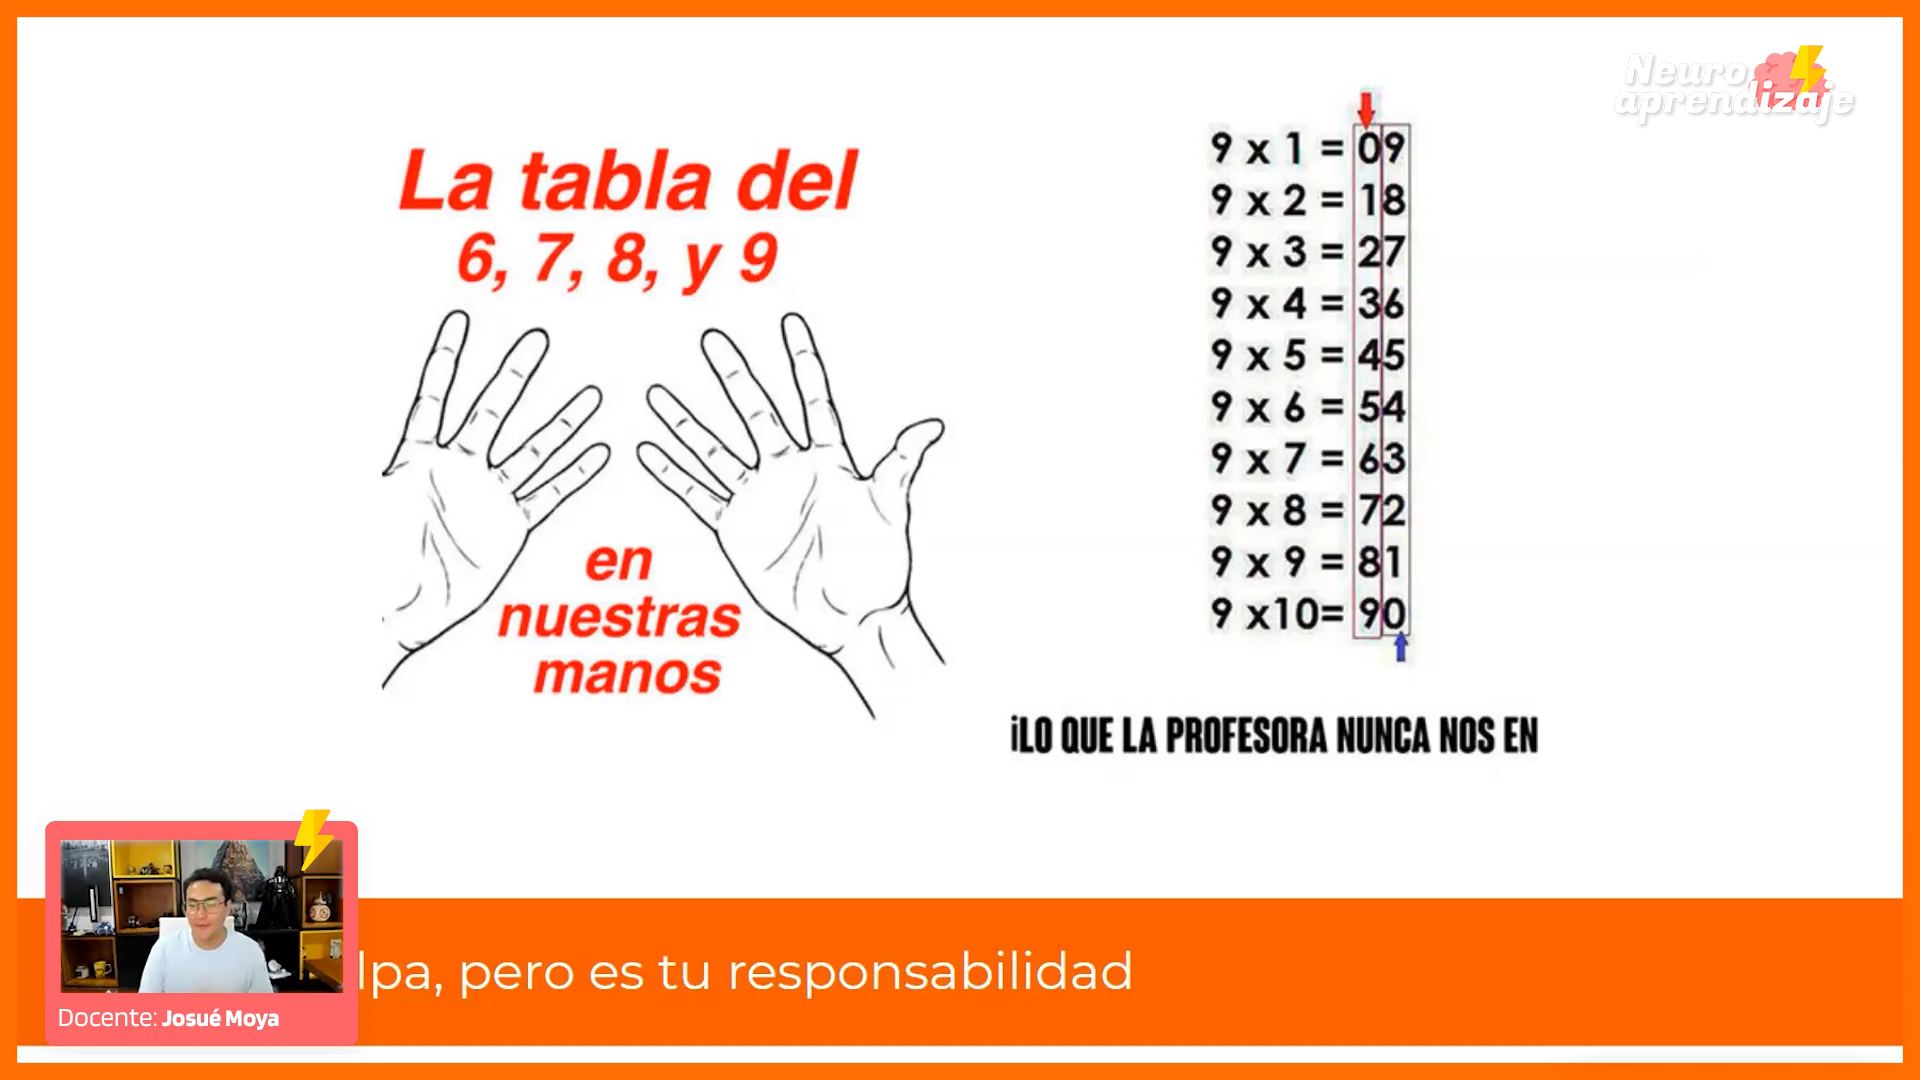 Neuro
aprendizaje
La tabla del
6, 7, 8, y 9
en
nuestras
manos
9 x 1 = 09
9 x 2 = 18
9 x 3 = 27
9 x 4 = 36
9 x 5 = 45
9 x 6 = 54
9 x 7 = 63
9 x 8 = 72
9 x 9 = 81
9 x10= 90
¡LO QUE LA PROFESORA NUNCA NOS EN
lpa, pero es tu responsabilidad
Docente: Josué Moya